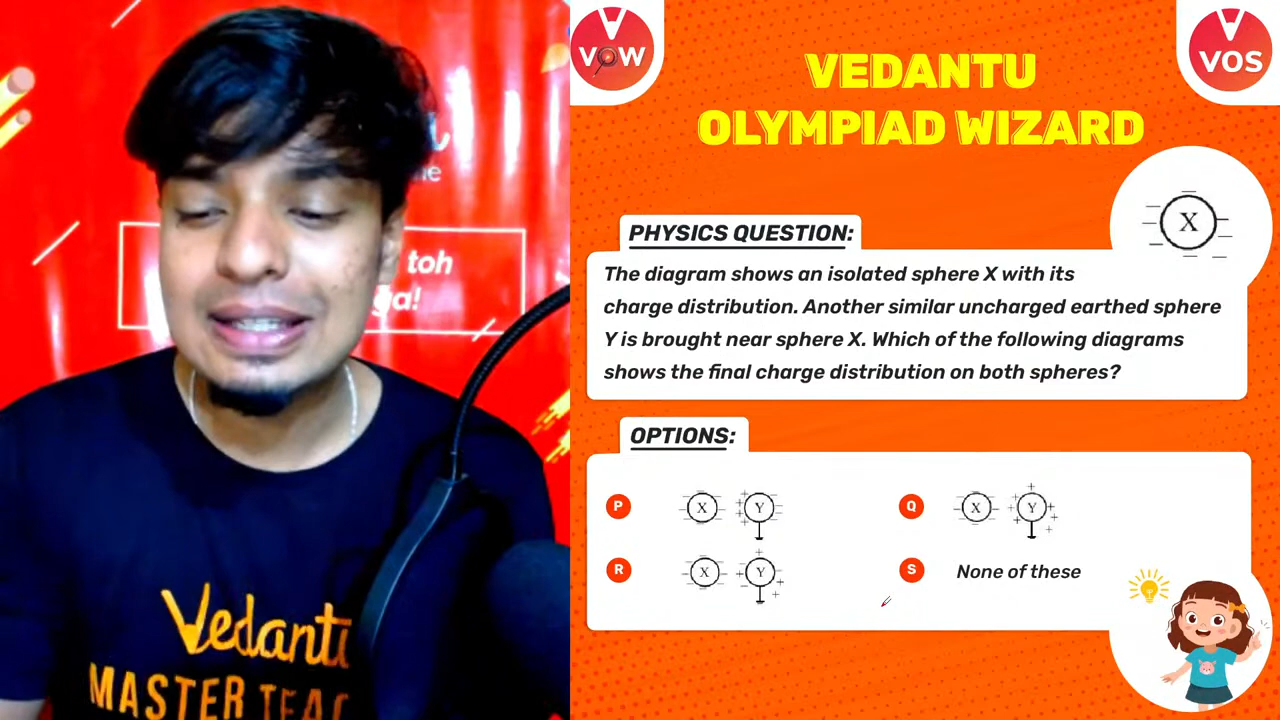 VOW
VOS
VEDANTU
OLYMPIAD WIZARD
X
PHYSICS QUESTION:
The diagram shows an isolated sphere X with its
charge distribution. Another similar uncharged earthed sphere
Y is brought near sphere X. Which of the following diagrams
shows the final charge distribution on both spheres?
OPTIONS:
P X Y
Q X Y
R X Y
S None of these
toh
ga!
Vedantu
MASTER TEAC